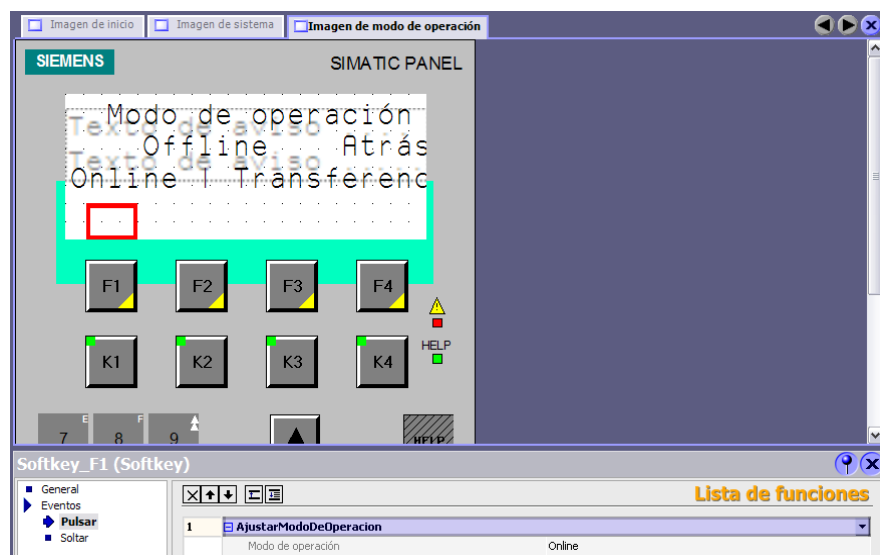 Imagen de inicio
Imagen de sistema
Imagen de modo de operación
SIEMENS
SIMATIC PANEL
Modo de operación
Texto de aviso
Offline Atrás
Texto de aviso
Online | Transferenc
F1 F2 F3 F4
K1 K2 K3 K4
HELP
E F
7 8 9
HELP
Softkey_F1 (Softkey)
General
Eventos
Pulsar
Soltar
Lista de funciones
1 AjustarModoDeOperacion
Modo de operación Online